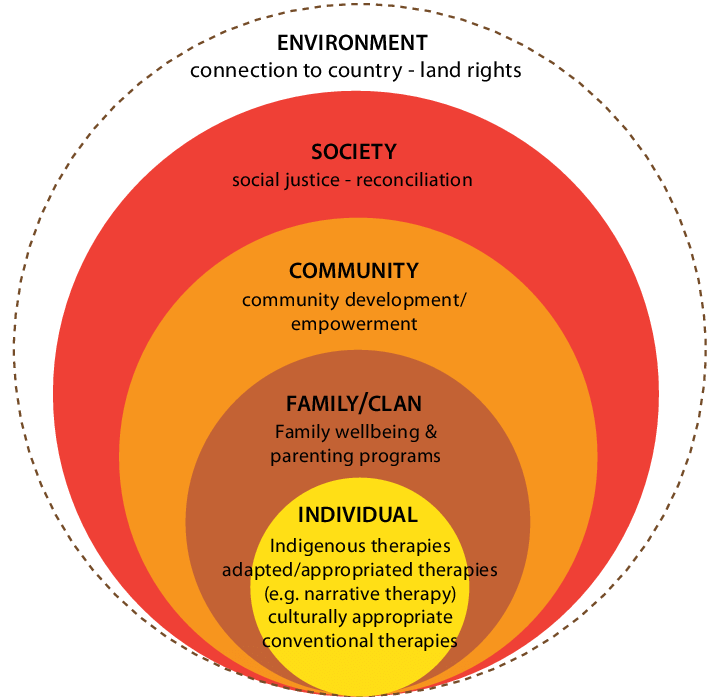 ENVIRONMENT
connection to country - land rights
SOCIETY
social justice - reconciliation
COMMUNITY
community development/
empowerment
FAMILY/CLAN
Family wellbeing &
parenting programs
INDIVIDUAL
Indigenous therapies
adapted/appropriated therapies
(e.g. narrative therapy)
culturally appropriate
conventional therapies